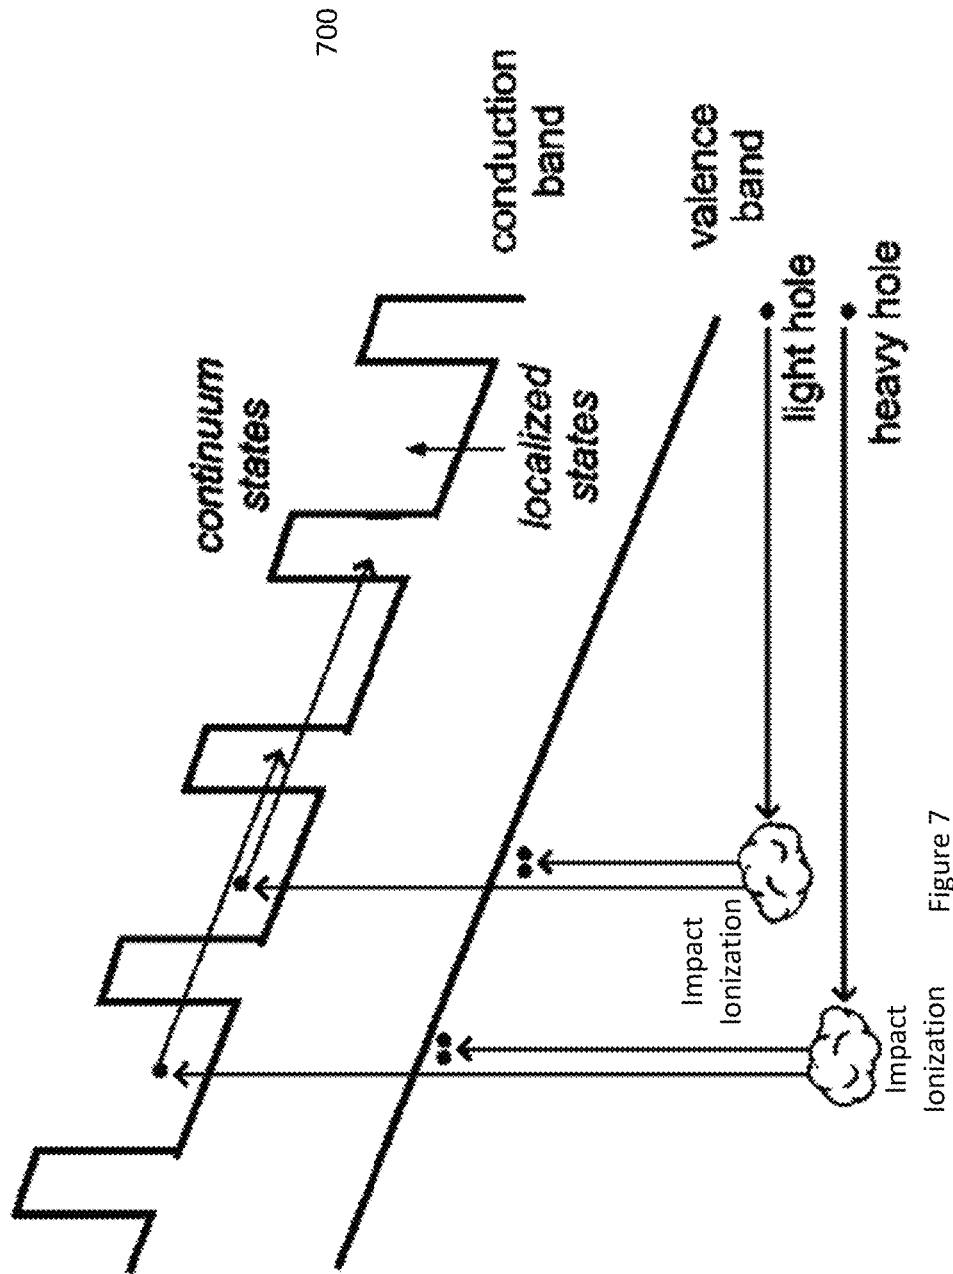 700
continuum
states
conduction
band
localized
states
valence
band
light hole
heavy hole
Impact
Ionization
Impact
Ionization
Figure 7